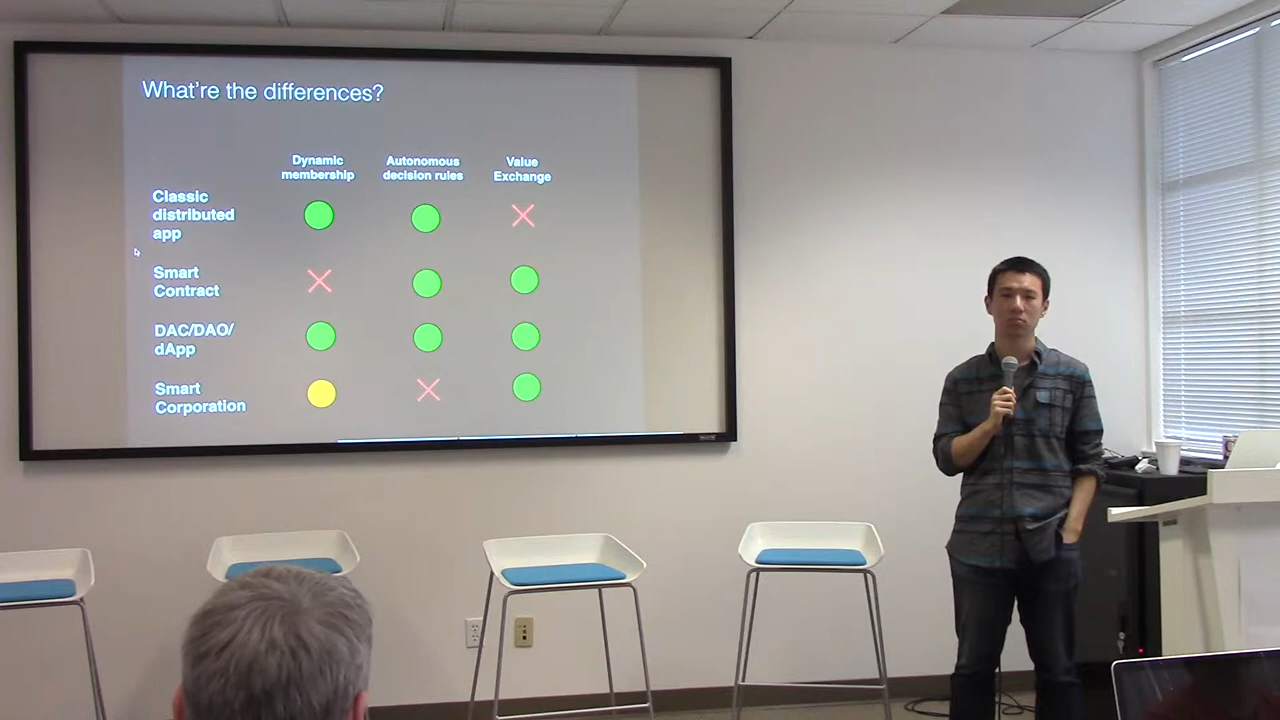 What're the differences?
Dynamic
membership
Autonomous
decision rules
Value
Exchange
Classic
distributed
app
Smart
Contract
DAC/DAO/
dApp
Smart
Corporation